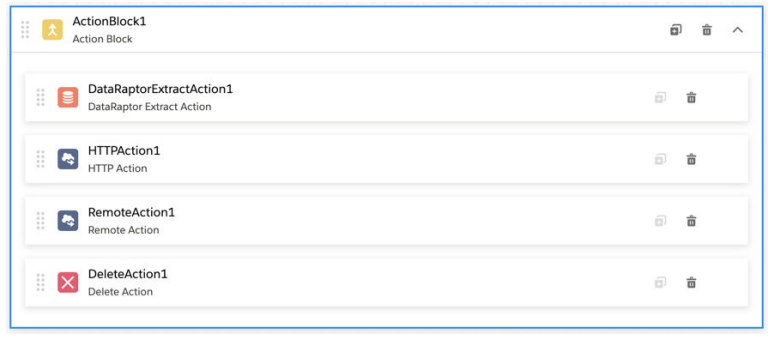 ActionBlock1
Action Block
DataRaptorExtractAction1
DataRaptor Extract Action
HTTPAction1
HTTP Action
RemoteAction1
Remote Action
DeleteAction1
Delete Action